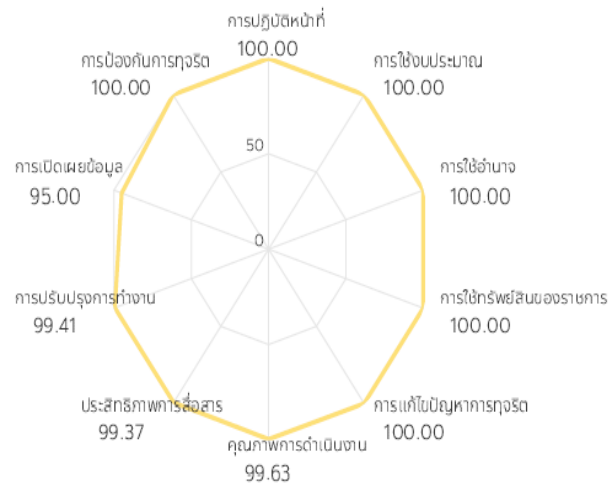 การปฏิบัติหน้าที่
100.00
การใช้งบประมาณ
100.00
การใช้อำนาจ
100.00
การใช้ทรัพย์สินของราชการ
100.00
การแก้ไขปัญหาการทุจริต
100.00
คุณภาพการดำเนินงาน
99.63
ประสิทธิภาพการสื่อสาร
99.37
การปรับปรุงการทำงาน
99.41
การเปิดเผยข้อมูล
95.00
การป้องกันการทุจริต
100.00
50
0